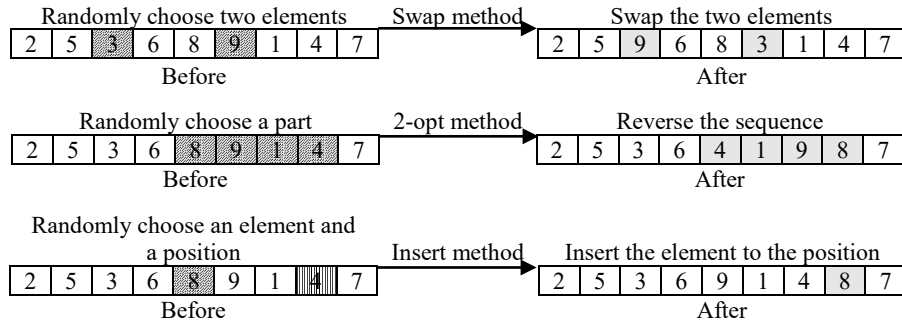 Randomly choose two elements Swap method Swap the two elements
2 5 3 6 8 9 1 4 7 2 5 9 6 8 3 1 4 7
Before After
Randomly choose a part 2-opt method Reverse the sequence
2 5 3 6 8 9 1 4 7 2 5 3 6 4 1 9 8 7
Before After
Randomly choose an element and
a position Insert method Insert the element to the position
2 5 3 6 8 9 1 4 7 2 5 3 6 9 1 4 8 7
Before After